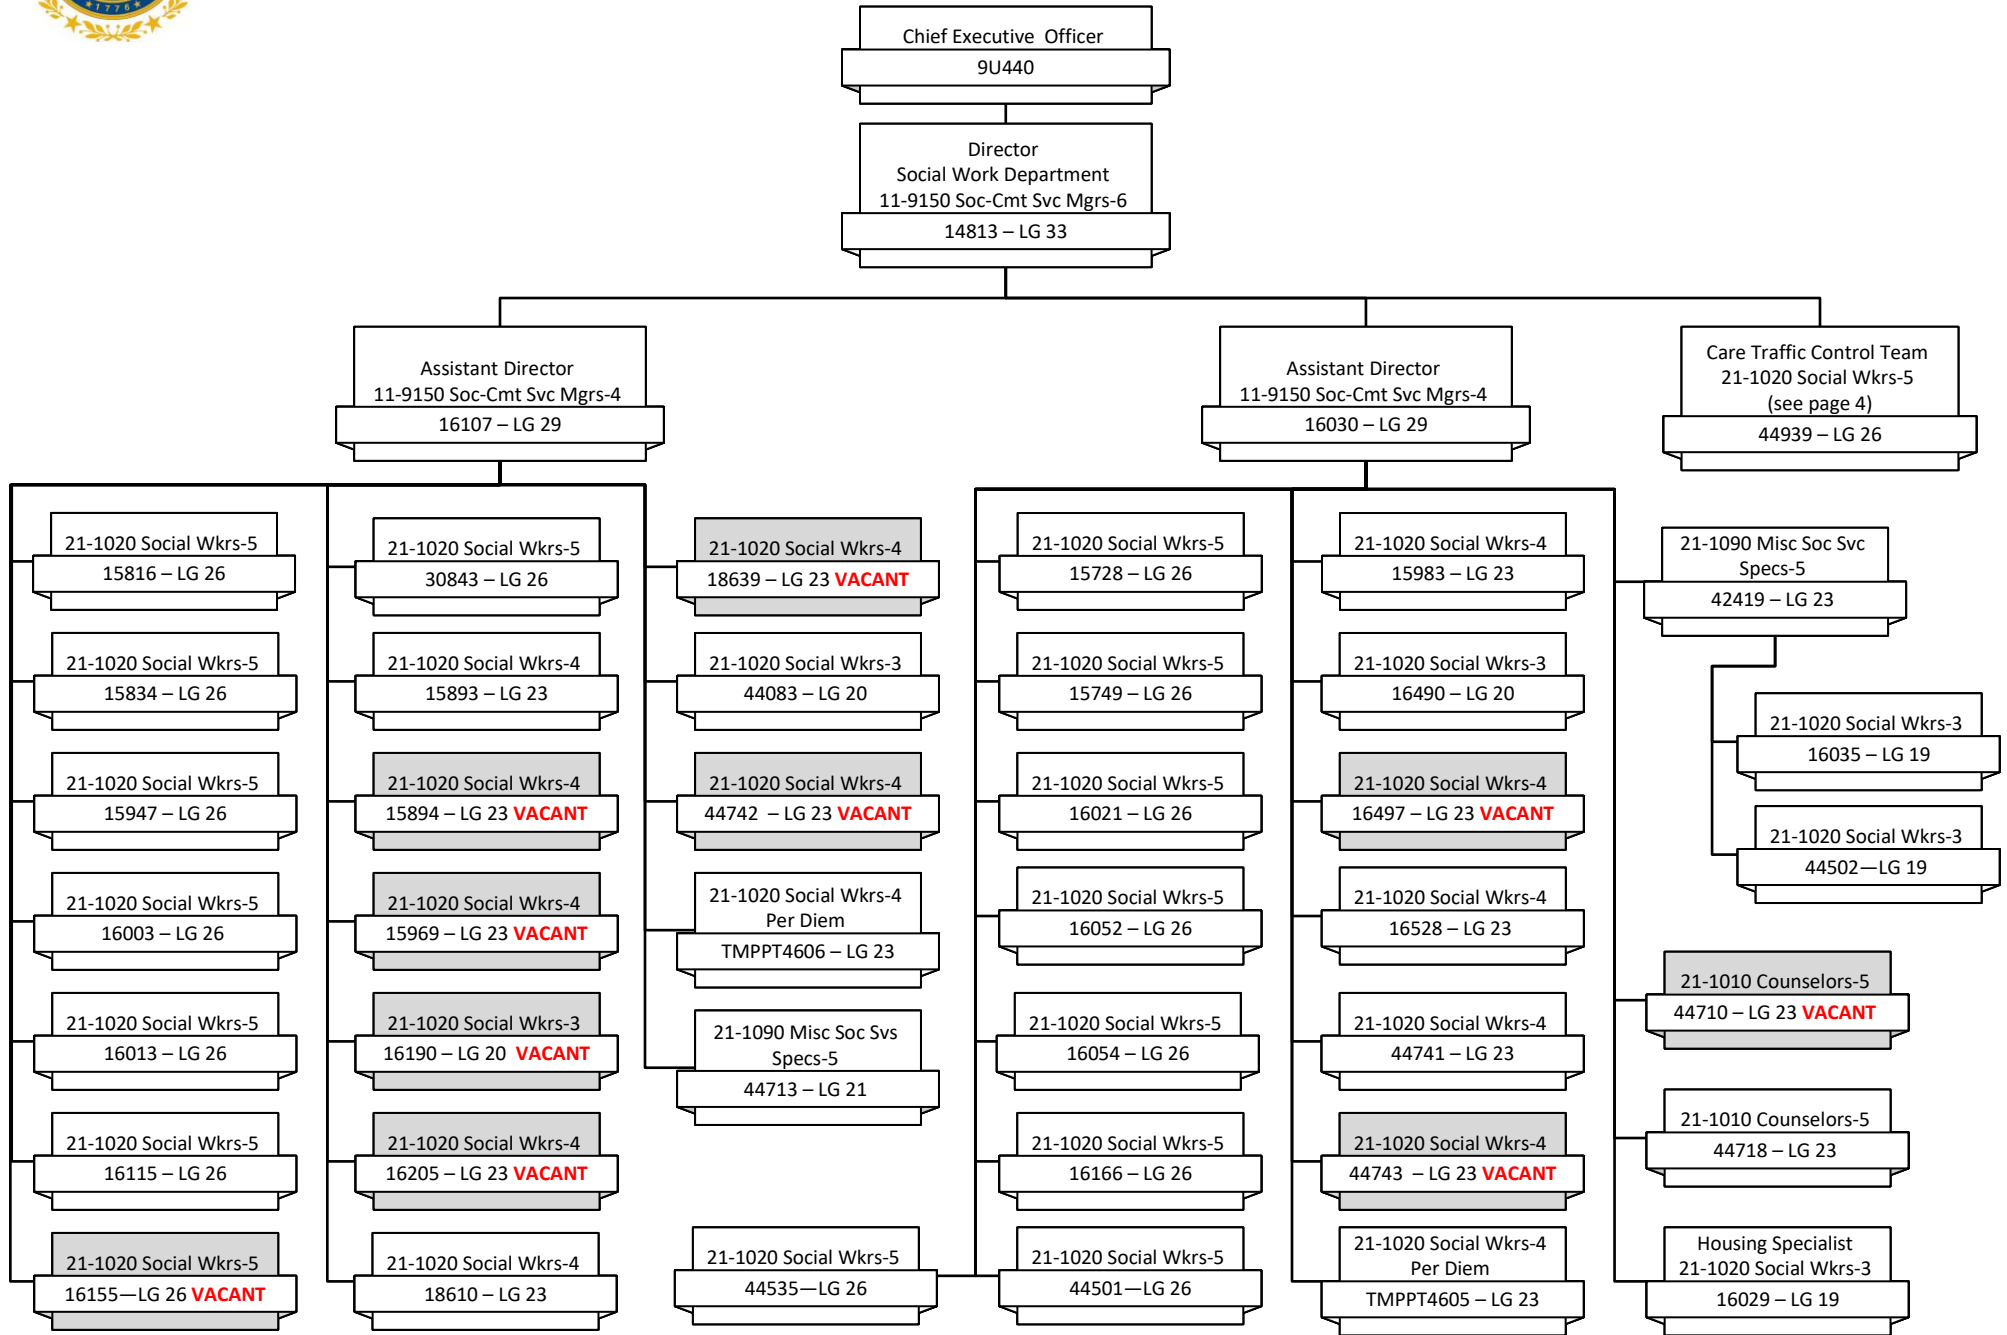 1776
Chief Executive Officer
9U440
Director
Social Work Department
11-9150 Soc-Cmt Svc Mgrs-6
14813 – LG 33
Assistant Director
11-9150 Soc-Cmt Svc Mgrs-4
16107 – LG 29
Assistant Director
11-9150 Soc-Cmt Svc Mgrs-4
16030 – LG 29
Care Traffic Control Team
21-1020 Social Wkrs-5
(see page 4)
44939 – LG 26
21-1020 Social Wkrs-5
15816 – LG 26
21-1020 Social Wkrs-5
15834 – LG 26
21-1020 Social Wkrs-5
15947 – LG 26
21-1020 Social Wkrs-5
16003 – LG 26
21-1020 Social Wkrs-5
16013 – LG 26
21-1020 Social Wkrs-5
16115 – LG 26
21-1020 Social Wkrs-5
16155—LG 26 VACANT
21-1020 Social Wkrs-5
30843 – LG 26
21-1020 Social Wkrs-4
15893 – LG 23
21-1020 Social Wkrs-4
15894 – LG 23 VACANT
21-1020 Social Wkrs-4
15969 – LG 23 VACANT
21-1020 Social Wkrs-3
16190 – LG 20 VACANT
21-1020 Social Wkrs-4
16205 – LG 23 VACANT
21-1020 Social Wkrs-4
18610 – LG 23
21-1020 Social Wkrs-4
18639 – LG 23 VACANT
21-1020 Social Wkrs-3
44083 – LG 20
21-1020 Social Wkrs-4
44742 – LG 23 VACANT
21-1020 Social Wkrs-4
Per Diem
TMPPT4606 – LG 23
21-1090 Misc Soc Svs
Specs-5
44713 – LG 21
21-1020 Social Wkrs-5
44535—LG 26
21-1020 Social Wkrs-5
15728 – LG 26
21-1020 Social Wkrs-5
15749 – LG 26
21-1020 Social Wkrs-5
16021 – LG 26
21-1020 Social Wkrs-5
16052 – LG 26
21-1020 Social Wkrs-5
16054 – LG 26
21-1020 Social Wkrs-5
16166 – LG 26
21-1020 Social Wkrs-5
44501—LG 26
21-1020 Social Wkrs-4
15983 – LG 23
21-1020 Social Wkrs-3
16490 – LG 20
21-1020 Social Wkrs-4
16497 – LG 23 VACANT
21-1020 Social Wkrs-4
16528 – LG 23
21-1020 Social Wkrs-4
44741 – LG 23
21-1020 Social Wkrs-4
44743 – LG 23 VACANT
21-1020 Social Wkrs-4
Per Diem
TMPPT4605 – LG 23
21-1090 Misc Soc Svc
Specs-5
42419 – LG 23
21-1020 Social Wkrs-3
16035 – LG 19
21-1020 Social Wkrs-3
44502—LG 19
21-1010 Counselors-5
44710 – LG 23 VACANT
21-1010 Counselors-5
44718 – LG 23
Housing Specialist
21-1020 Social Wkrs-3
16029 – LG 19